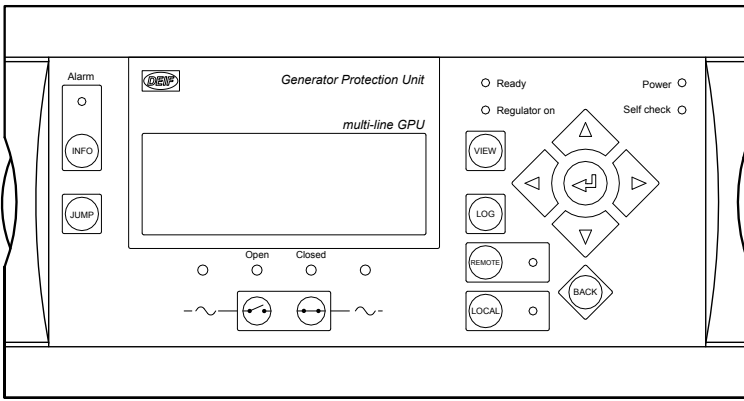 Alarm
DEIF
Generator Protection Unit
multi-line GPU
Ready
Power
Regulator on
Self check
INFO
VIEW
JUMP
LOG
Open
Closed
REMOTE
LOCAL
BACK